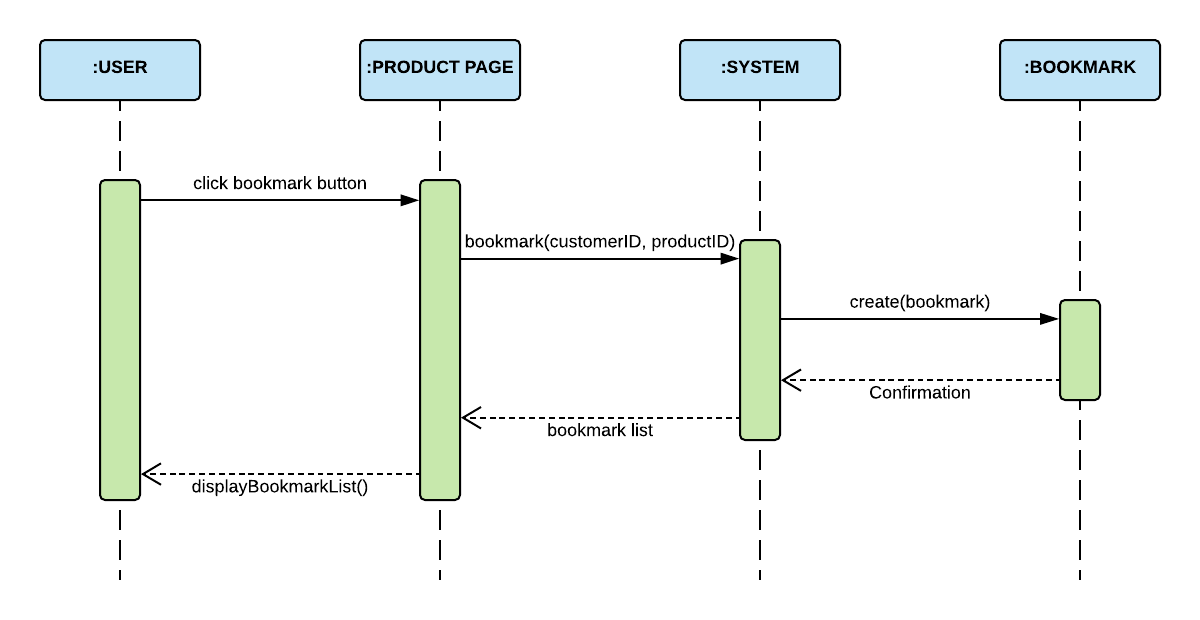 :USER
:PRODUCT PAGE
:SYSTEM
:BOOKMARK
click bookmark button
bookmark(customerID, productID)
create(bookmark)
Confirmation
bookmark list
displayBookmarkList()